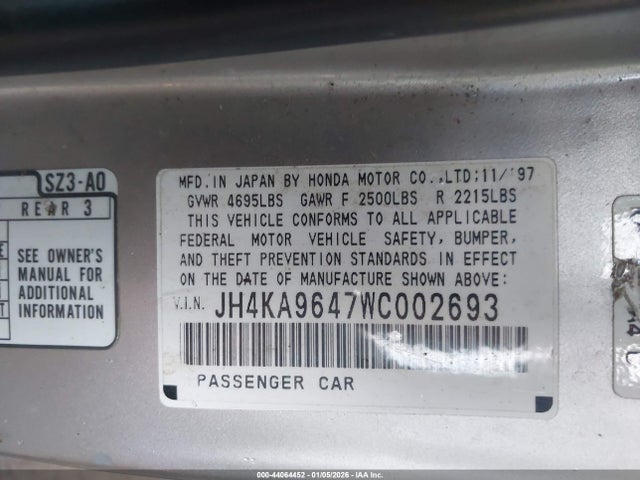 SZ3-A0
REAR 3
SEE OWNER'S
MANUAL FOR
ADDITIONAL
INFORMATION
MFD. IN JAPAN BY HONDA MOTOR CO.,LTD:11/'97
GVWR 4695LBS GAWR F 2500LBS R 2215LBS
THIS VEHICLE CONFORMS TO ALL APPLICABLE
FEDERAL MOTOR VEHICLE SAFETY, BUMPER,
AND THEFT PREVENTION STANDARDS IN EFFECT
ON THE DATE OF MANUFACTURE SHOWN ABOVE:
V.I.N. JH4KA9647WC002693
PASSENGER CAR
000-44064452 - 01/05/2026 - IAA Inc.